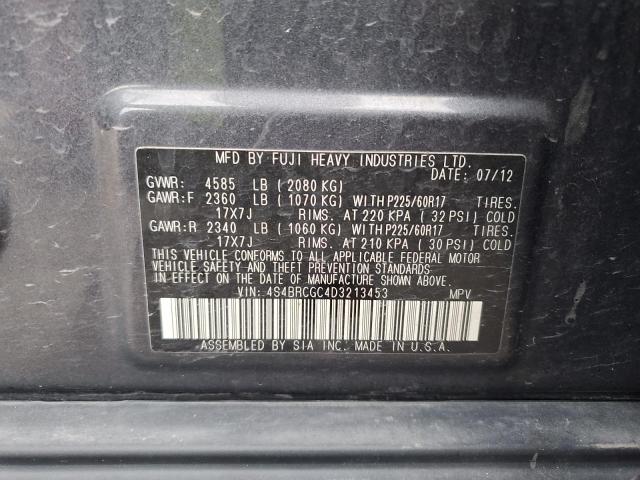 MFD BY FUJI HEAVY INDUSTRIES LTD.
DATE: 07/12
GVWR: 4585 LB (2080 KG)
GAWR:F 2360 LB (1070 KG) WITH P225/60R17 TIRES.
17X7J RIMS. AT 220 KPA (32 PSI) COLD
GAWR:R 2340 LB (1060 KG) WITH P225/60R17 TIRES.
17X7J RIMS. AT 210 KPA (30 PSI) COLD
THIS VEHICLE CONFORMS TO ALL APPLICABLE FEDERAL MOTOR
VEHICLE SAFETY AND THEFT PREVENTION STANDARDS
IN EFFECT ON THE DATE OF MANUFACTURE SHOWN ABOVE.
VIN: 4S4BRCGC4D3213453 MPV
ASSEMBLED BY SIA INC. MADE IN U.S.A.